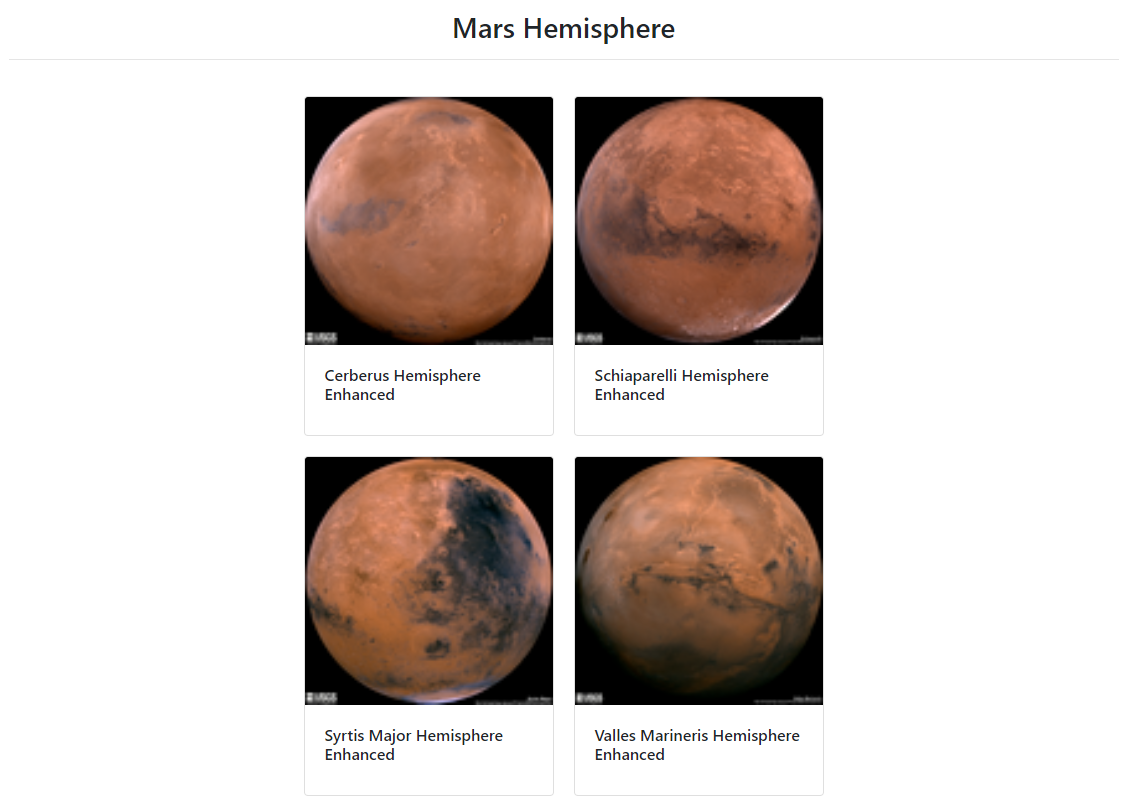 Mars Hemisphere
USGS
USGS
Cerberus Hemisphere
Enhanced
Schiaparelli Hemisphere
Enhanced
USGS
USGS
Syrtis Major Hemisphere
Enhanced
Valles Marineris Hemisphere
Enhanced